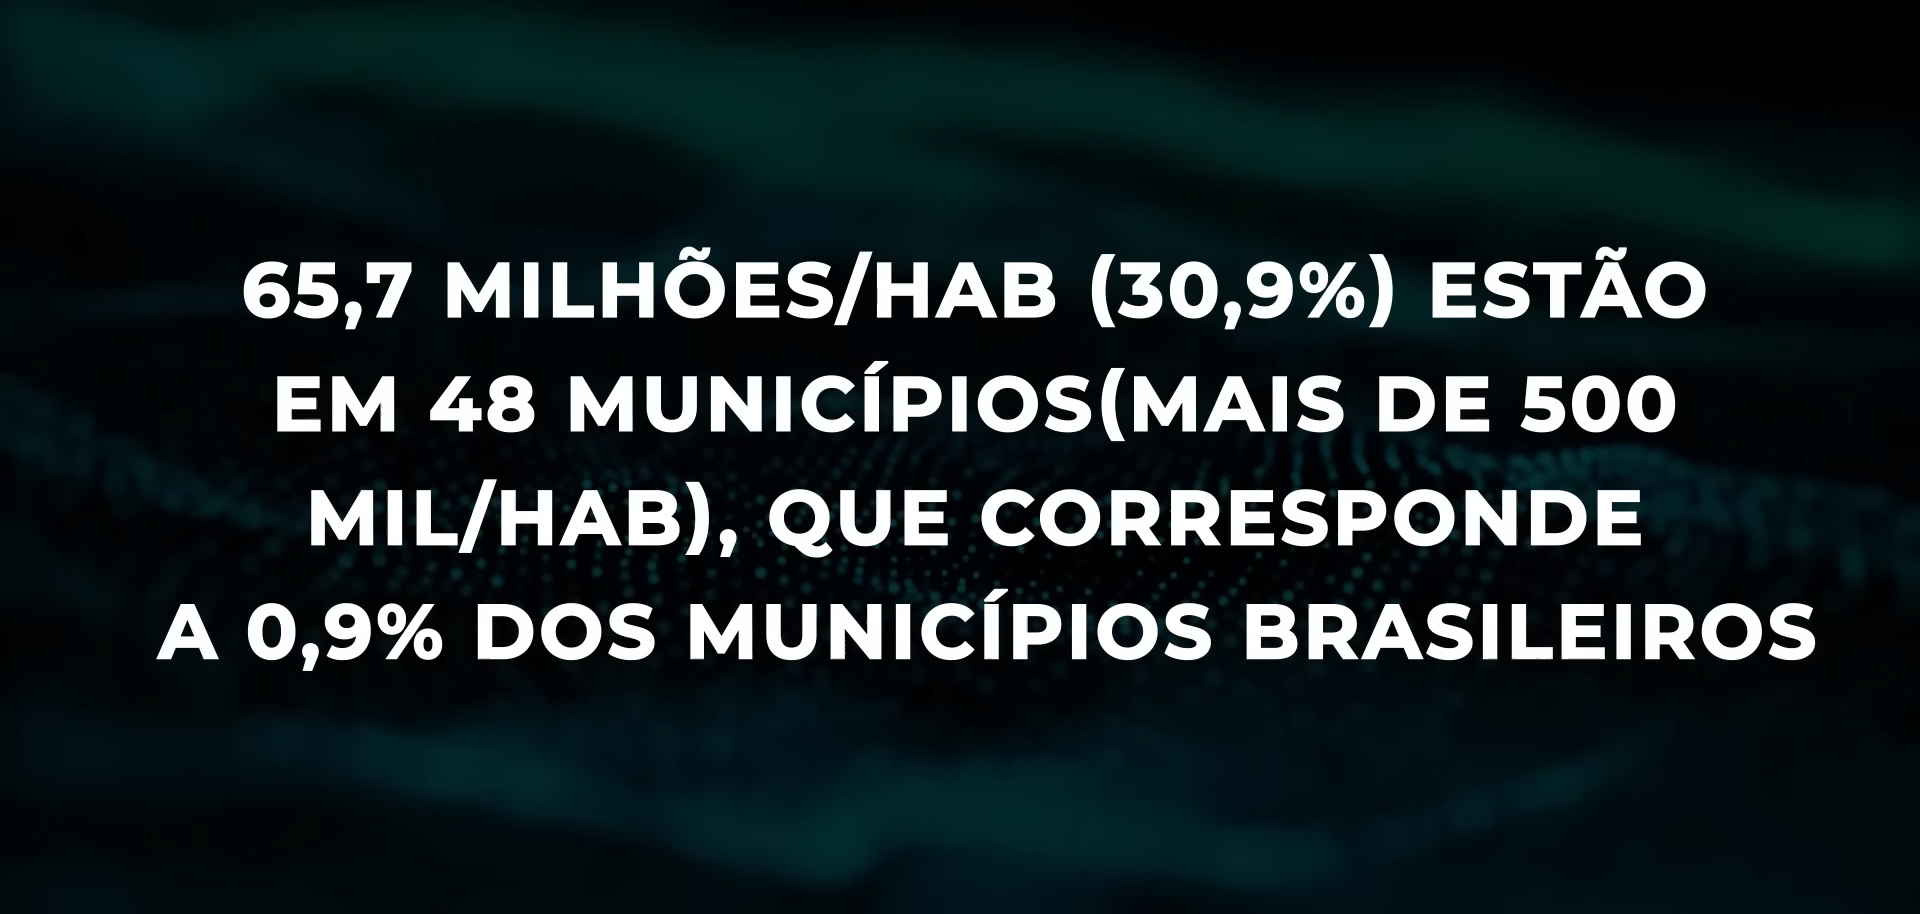 65,7 MILHÕES/HAB (30,9%) ESTÃO
EM 48 MUNICÍPIOS(MAIS DE 500
MIL/HAB), QUE CORRESPONDE
A 0,9% DOS MUNICÍPIOS BRASILEIROS